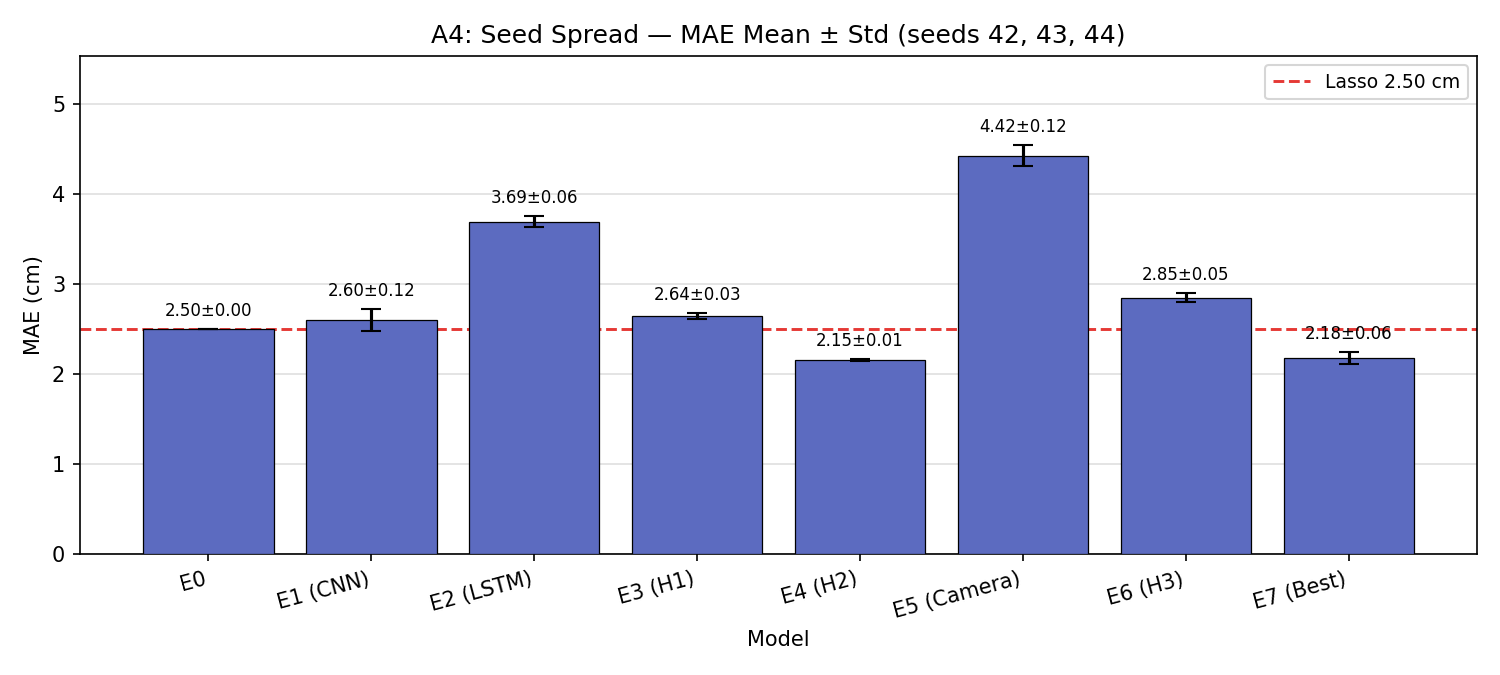 A4: Seed Spread — MAE Mean ± Std (seeds 42, 43, 44)
Lasso 2.50 cm
MAE (cm)
5
4
3
2
1
0
2.50±0.00
2.60±0.12
3.69±0.06
2.64±0.03
2.15±0.01
4.42±0.12
2.85±0.05
2.18±0.06
E0
E1 (CNN)
E2 (LSTM)
E3 (H1)
E4 (H2)
E5 (Camera)
E6 (H3)
E7 (Best)
Model